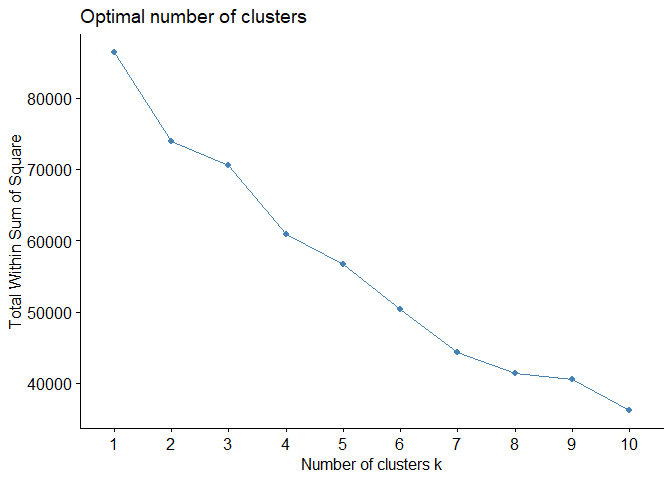 Optimal number of clusters
Total Within Sum of Square
80000
70000
60000
50000
40000
1 2 3 4 5 6 7 8 9 10
Number of clusters k